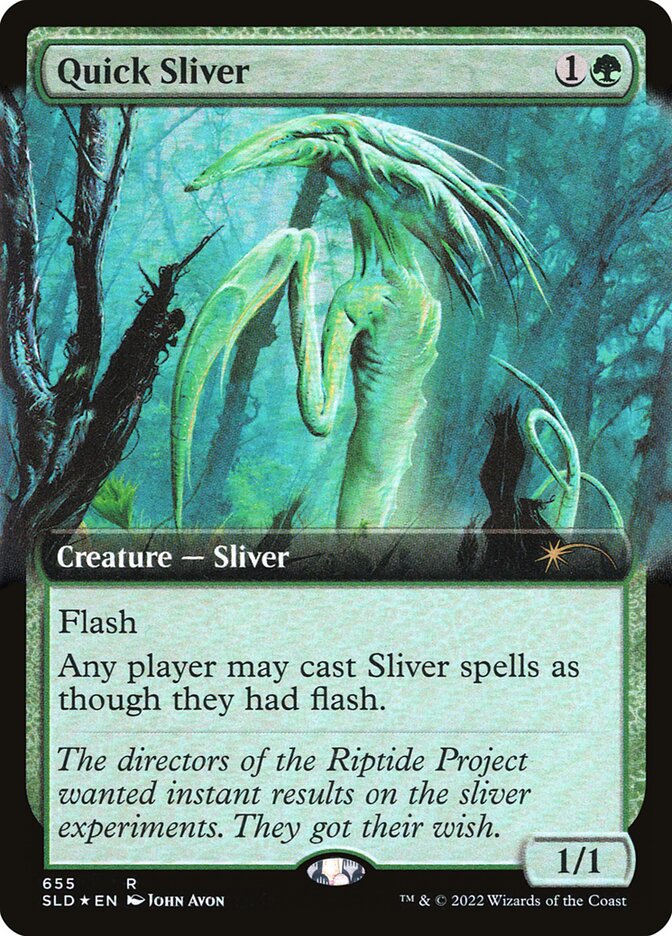 Quick Sliver 1
Creature — Sliver
Flash
Any player may cast Sliver spells as
though they had flash.
The directors of the Riptide Project
wanted instant results on the sliver
experiments. They got their wish.
1/1
655 R
SLD ★ EN John Avon ™ & © 2022 Wizards of the Coast